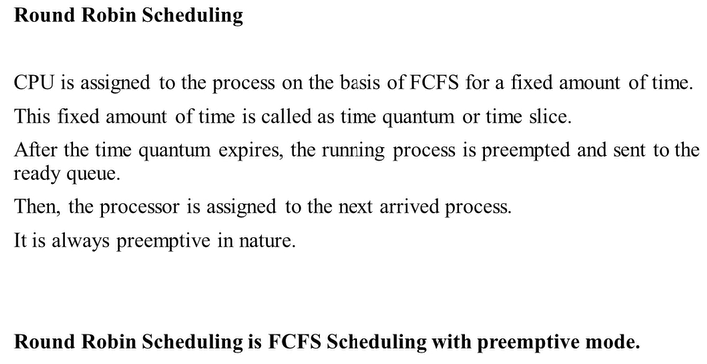 Round Robin Scheduling
CPU is assigned to the process on the basis of FCFS for a fixed amount of time.
This fixed amount of time is called as time quantum or time slice.
After the time quantum expires, the running process is preempted and sent to the
ready queue.
Then, the processor is assigned to the next arrived process.
It is always preemptive in nature.
Round Robin Scheduling is FCFS Scheduling with preemptive mode.